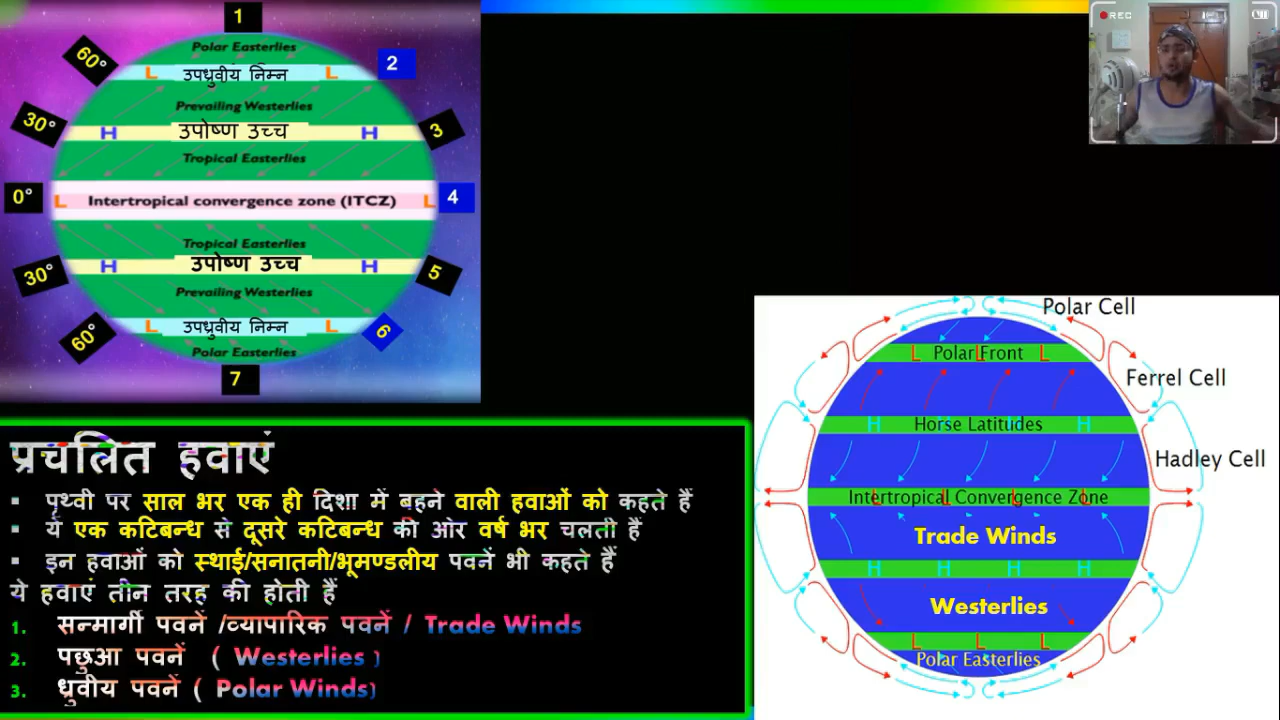 1
Polar Easterlies
60°
L उपध्रुवीय निम्न L
2
Prevailing Westerlies
30°
H उपोष्ण उच्च H
3
Tropical Easterlies
0°
L Intertropical convergence zone (ITCZ) L
4
Tropical Easterlies
30°
H उपोष्ण उच्च H
5
Prevailing Westerlies
60°
L उपध्रुवीय निम्न L
6
Polar Easterlies
7
REC
प्रचलित हवाएं
▪ पृथ्वी पर साल भर एक ही दिशा में बहने वाली हवाओं को कहते हैं
▪ ये एक कटिबन्ध से दूसरे कटिबन्ध की ओर वर्ष भर चलती हैं
▪ इन हवाओं को स्थाई/सनातनी/भूमण्डलीय पवनें भी कहते हैं
ये हवाएं तीन तरह की होती हैं
1. सन्मार्गी पवनें /व्यापारिक पवनें / Trade Winds
2. पछुआ पवनें ( Westerlies )
3. ध्रुवीय पवनें ( Polar Winds)
Polar Cell
L Polar Front L L
Ferrel Cell
Horse Latitudes
H H H H
Hadley Cell
Intertropical Convergence Zone
L L L L
Trade Winds
H H H H
Westerlies
L L L
Polar Easterlies